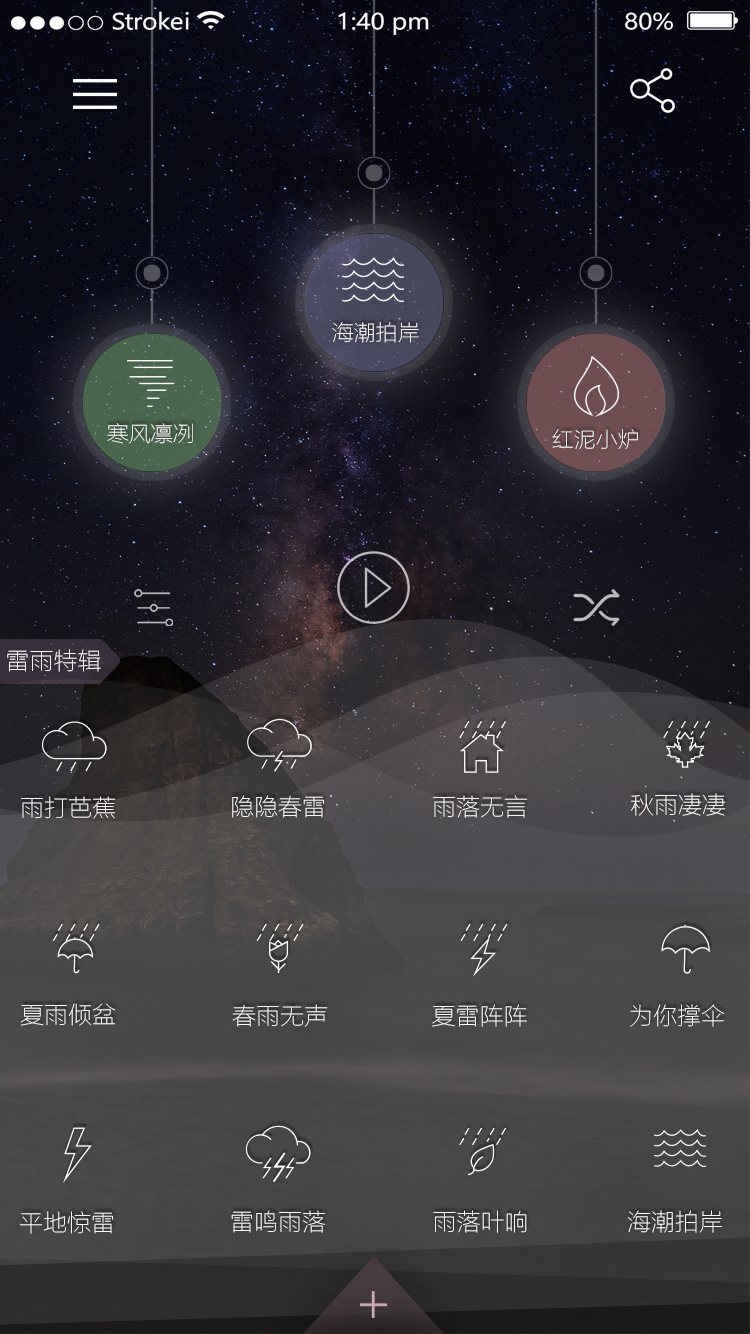 Strokei 1:40 pm 80%
海潮拍岸
寒风凛冽
红泥小炉
雷雨特辑
雨打芭蕉 隐隐春雷 雨落无言 秋雨凄凄
夏雨倾盆 春雨无声 夏雷阵阵 为你撑伞
平地惊雷 雷鸣雨落 雨落叶响 海潮拍岸